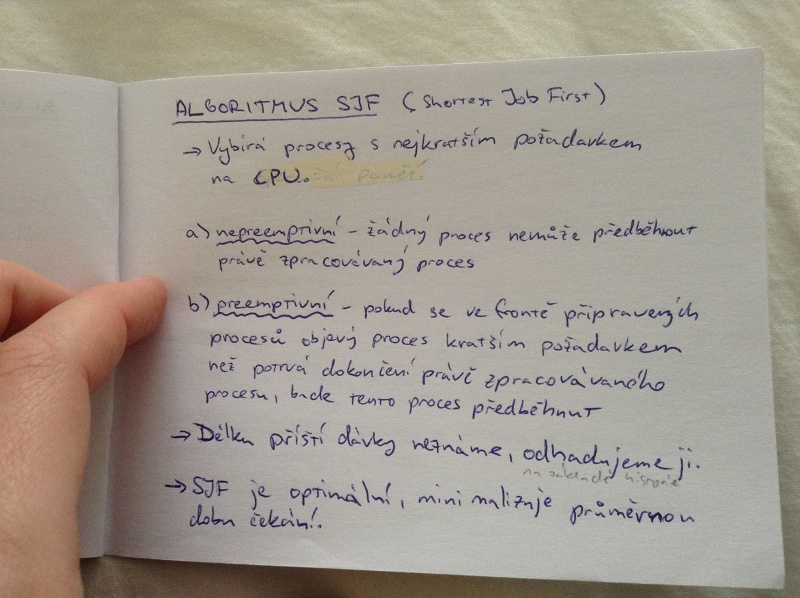 ALGORITMUS SJF (Shortest Job First)
→ Vybírá procesy s nejkratším požadavkem
na CPU.
a) nepreemptivní – žádný proces nemůže předběhnout
právě zpracovávaný proces
b) preemptivní – pokud se ve frontě připravených
procesů objevý proces kratším požadavkem
než potrvá dokončení právě zpracovávaného
procesu, bude tento proces předběhnut
→ Délku příští dávky neznáme, odhadujeme ji.
na základě historie
→ SJF je optimální, minimalizuje průměrnou
dobu čekání.